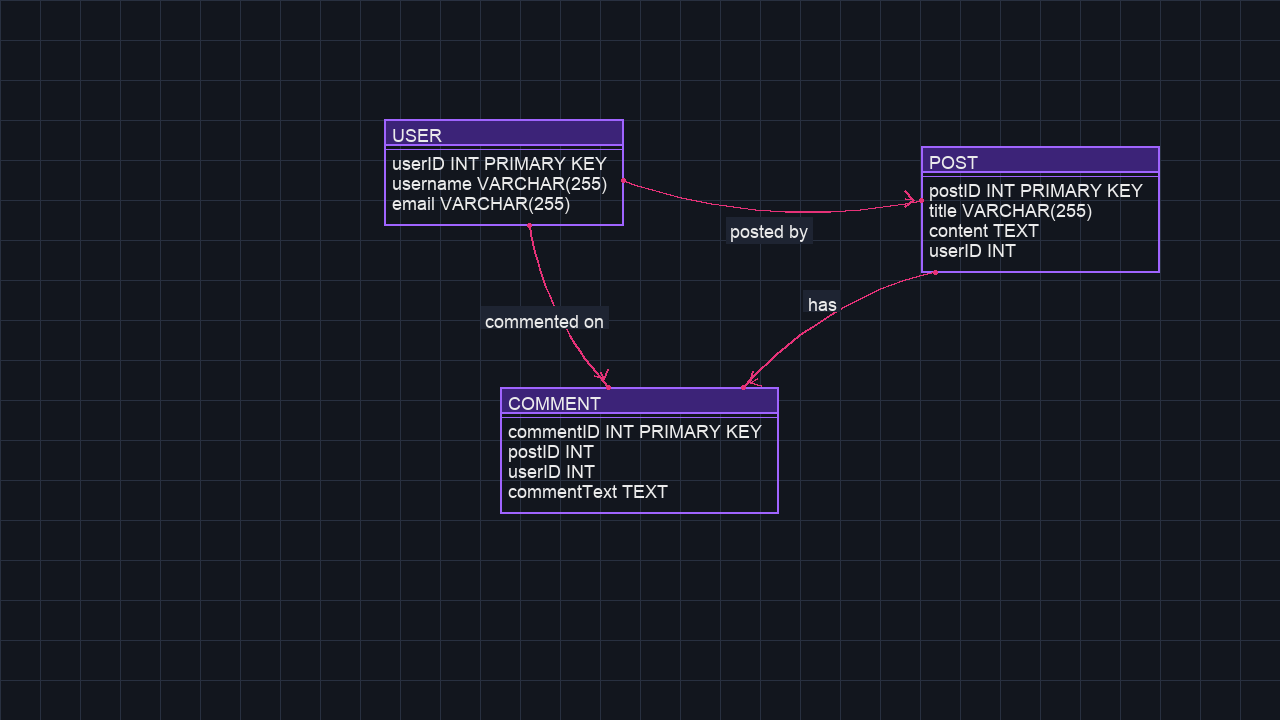 USER
userID INT PRIMARY KEY
username VARCHAR(255)
email VARCHAR(255)
POST
postID INT PRIMARY KEY
title VARCHAR(255)
content TEXT
userID INT
posted by
has
commented on
COMMENT
commentID INT PRIMARY KEY
postID INT
userID INT
commentText TEXT